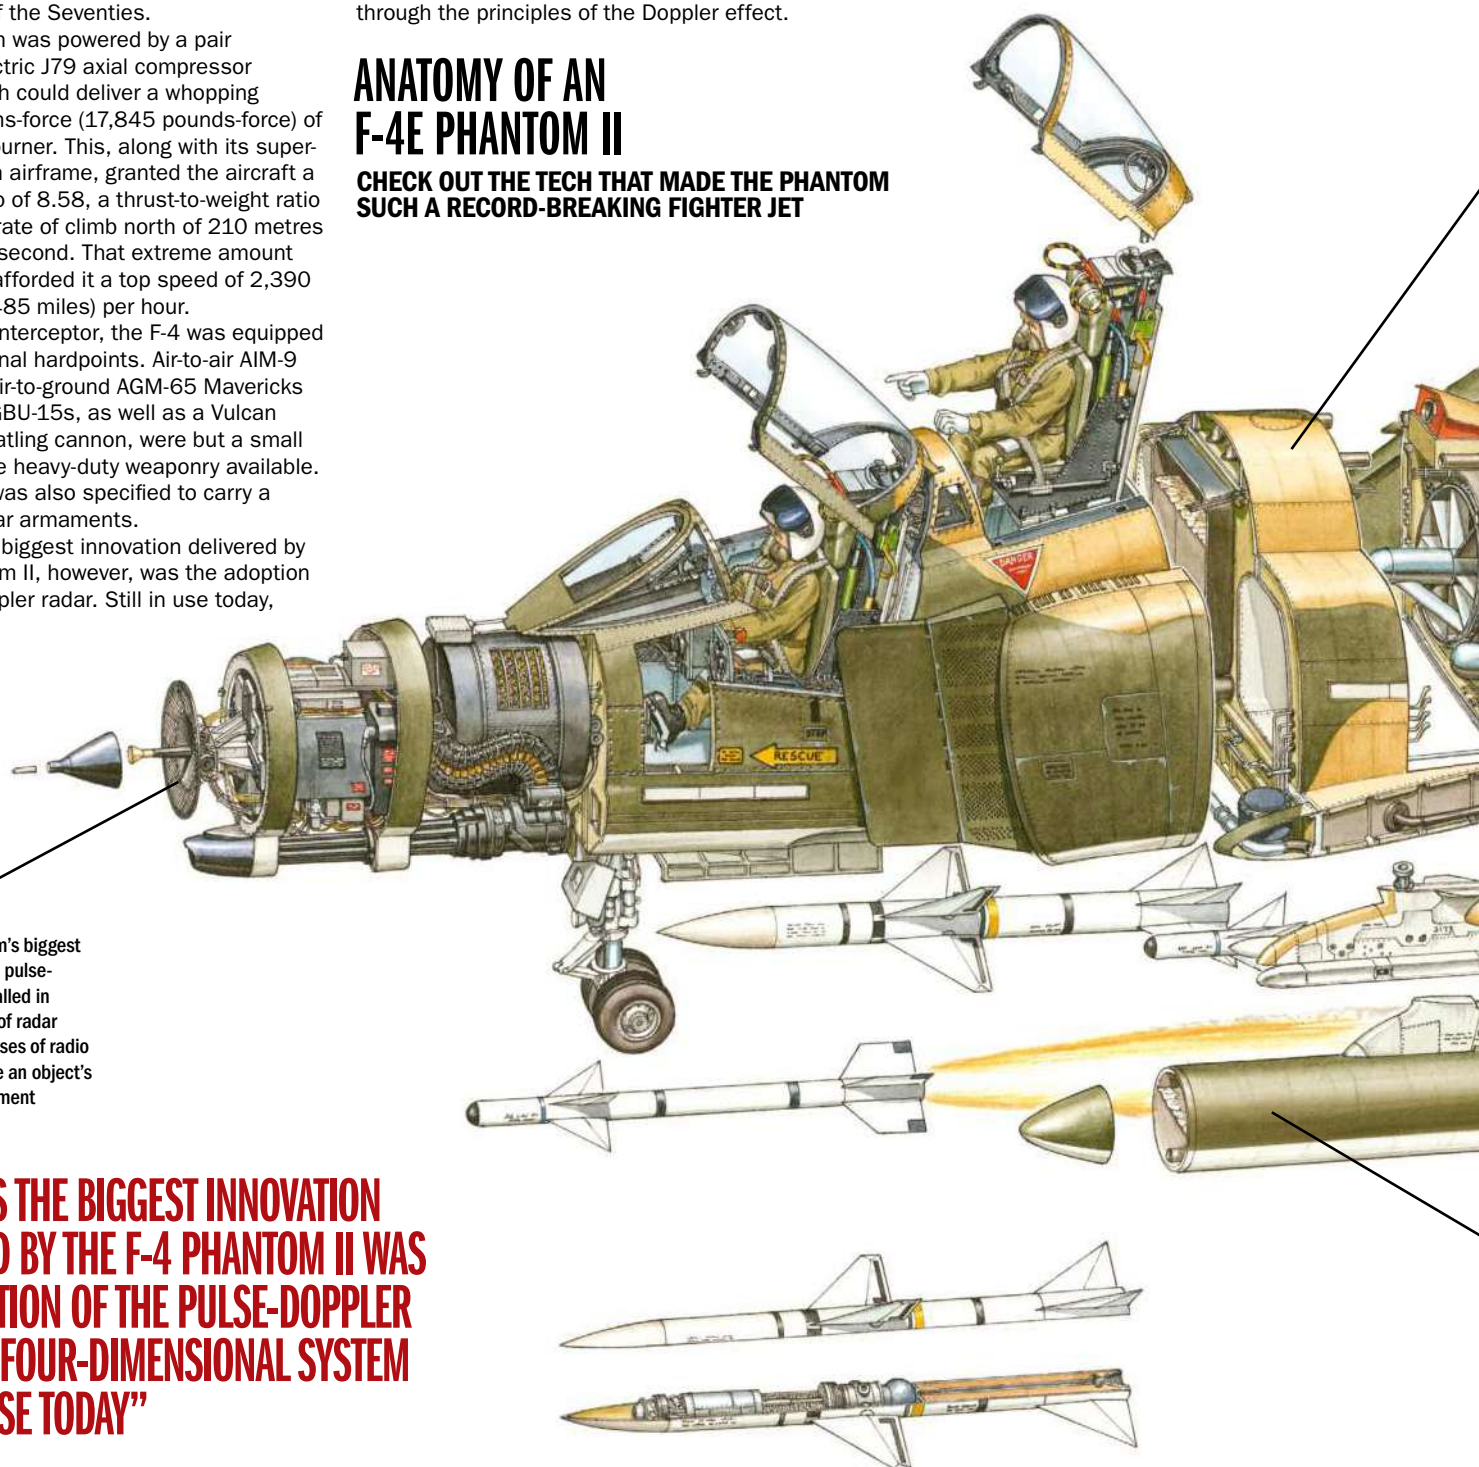 f the Seventies.
n was powered by a pair
ctric J79 axial compressor
h could deliver a whopping
ns-force (17,845 pounds-force) of
burner. This, along with its super-
n airframe, granted the aircraft a
o of 8.58, a thrust-to-weight ratio
rate of climb north of 210 metres
second. That extreme amount
afforded it a top speed of 2,390
485 miles) per hour.
nterceptor, the F-4 was equipped
nal hardpoints. Air-to-air AIM-9
ir-to-ground AGM-65 Mavericks
GBU-15s, as well as a Vulcan
atling cannon, were but a small
e heavy-duty weaponry available.
was also specified to carry a
ar armaments.
biggest innovation delivered by
m II, however, was the adoption
pler radar. Still in use today,
through the principles of the Doppler effect.
ANATOMY OF AN
F-4E PHANTOM II
CHECK OUT THE TECH THAT MADE THE PHANTOM
SUCH A RECORD-BREAKING FIGHTER JET
DANGER
STEP
RESCUE
m's biggest
pulse-
alled in
of radar
ses of radio
e an object's
ment
S THE BIGGEST INNOVATION
D BY THE F-4 PHANTOM II WAS
TION OF THE PULSE-DOPPLER
FOUR-DIMENSIONAL SYSTEM
SE TODAY”